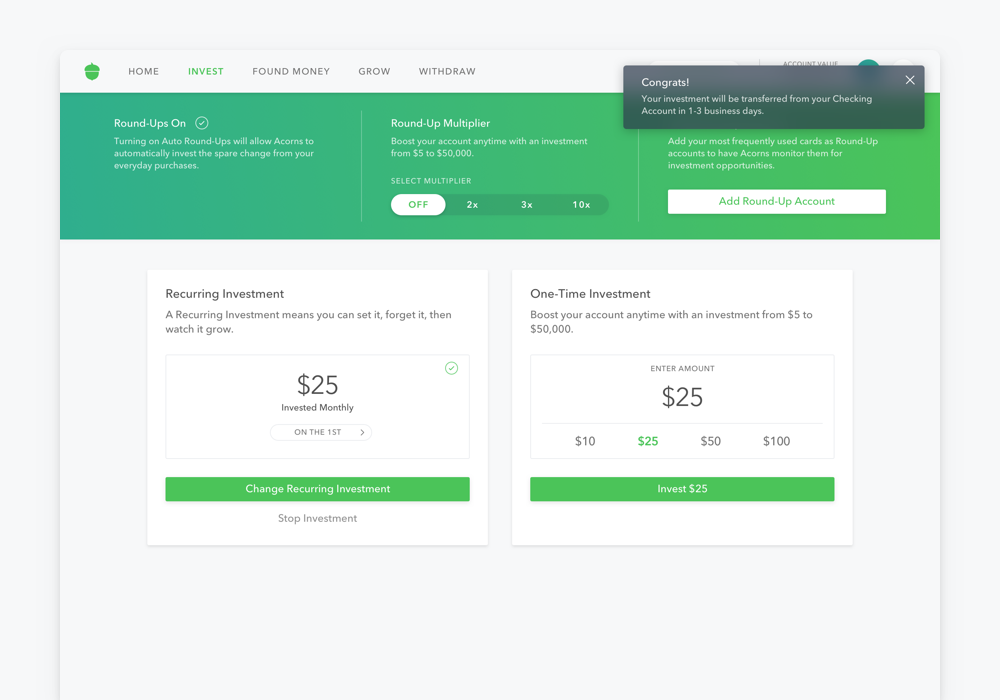 HOME INVEST FOUND MONEY GROW WITHDRAW
ACCOUNT VALUE
Congrats!
Your investment will be transferred from your Checking
Account in 1-3 business days.
Round-Ups On
Turning on Auto Round-Ups will allow Acorns to
automatically invest the spare change from your
everyday purchases.
Round-Up Multiplier
Boost your account anytime with an investment
from $5 to $50,000.
SELECT MULTIPLIER
OFF 2x 3x 10x
Add your most frequently used cards as Round-Up
accounts to have Acorns monitor them for
investment opportunities.
Add Round-Up Account
Recurring Investment
A Recurring Investment means you can set it, forget it, then
watch it grow.
$25
Invested Monthly
ON THE 1ST
Change Recurring Investment
Stop Investment
One-Time Investment
Boost your account anytime with an investment from $5 to
$50,000.
ENTER AMOUNT
$25
$10 $25 $50 $100
Invest $25